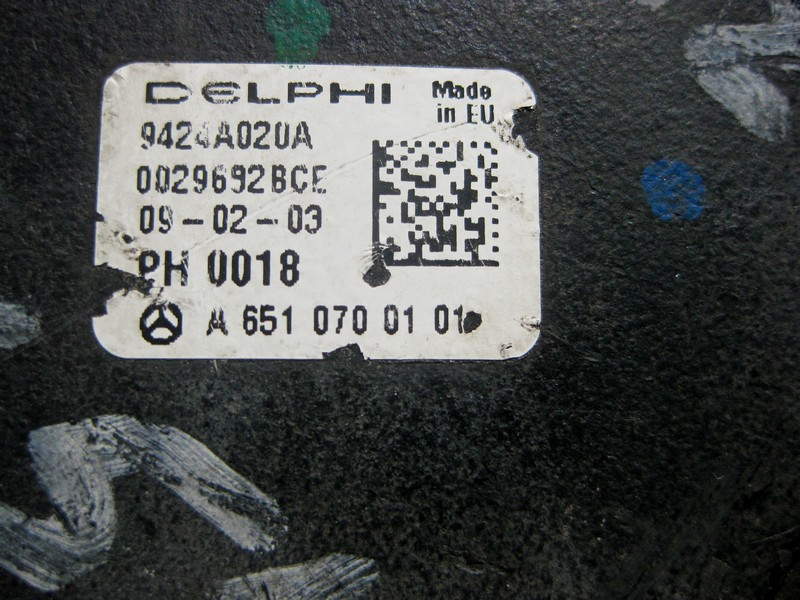 DELPHI
Made
in EU
9424A020A
0029692BCE
09-02-03
PH 0018
A 651 070 01 01